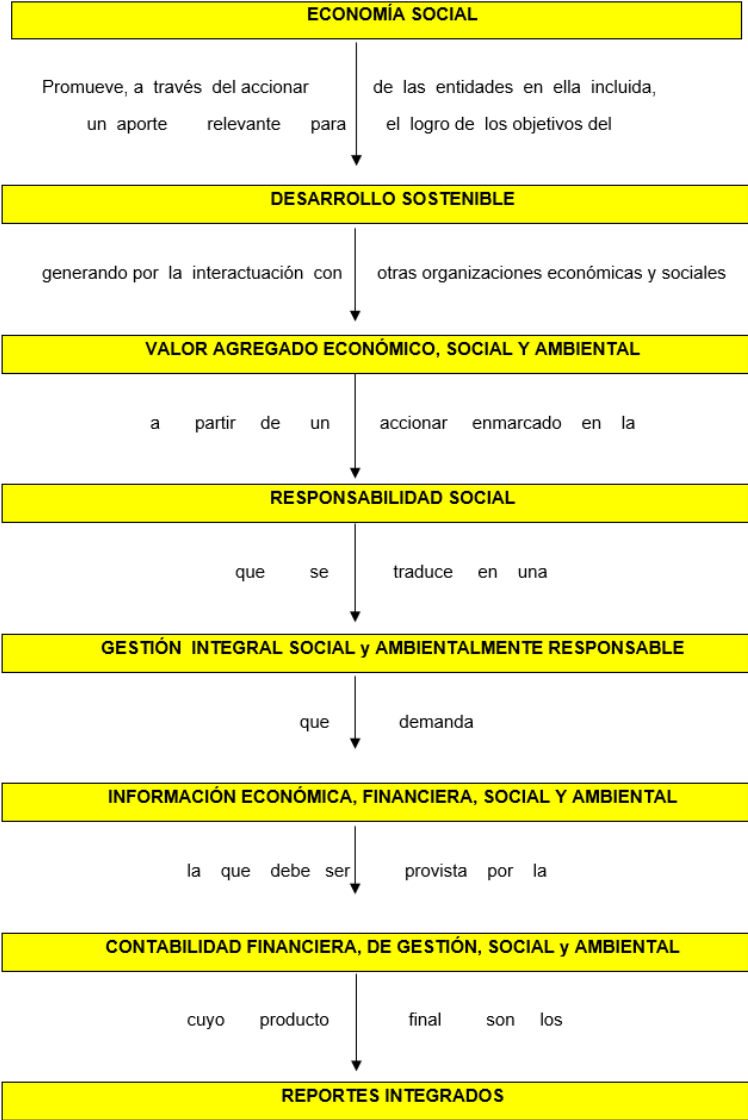 ECONOMÍA SOCIAL
Promueve, a través del accionar de las entidades en ella incluida,
un aporte relevante para el logro de los objetivos del
DESARROLLO SOSTENIBLE
generando por la interactuación con otras organizaciones económicas y sociales
VALOR AGREGADO ECONÓMICO, SOCIAL Y AMBIENTAL
a partir de un accionar enmarcado en la
RESPONSABILIDAD SOCIAL
que se traduce en una
GESTIÓN INTEGRAL SOCIAL y AMBIENTALMENTE RESPONSABLE
que demanda
INFORMACIÓN ECONÓMICA, FINANCIERA, SOCIAL Y AMBIENTAL
la que debe ser provista por la
CONTABILIDAD FINANCIERA, DE GESTIÓN, SOCIAL y AMBIENTAL
cuyo producto final son los
REPORTES INTEGRADOS